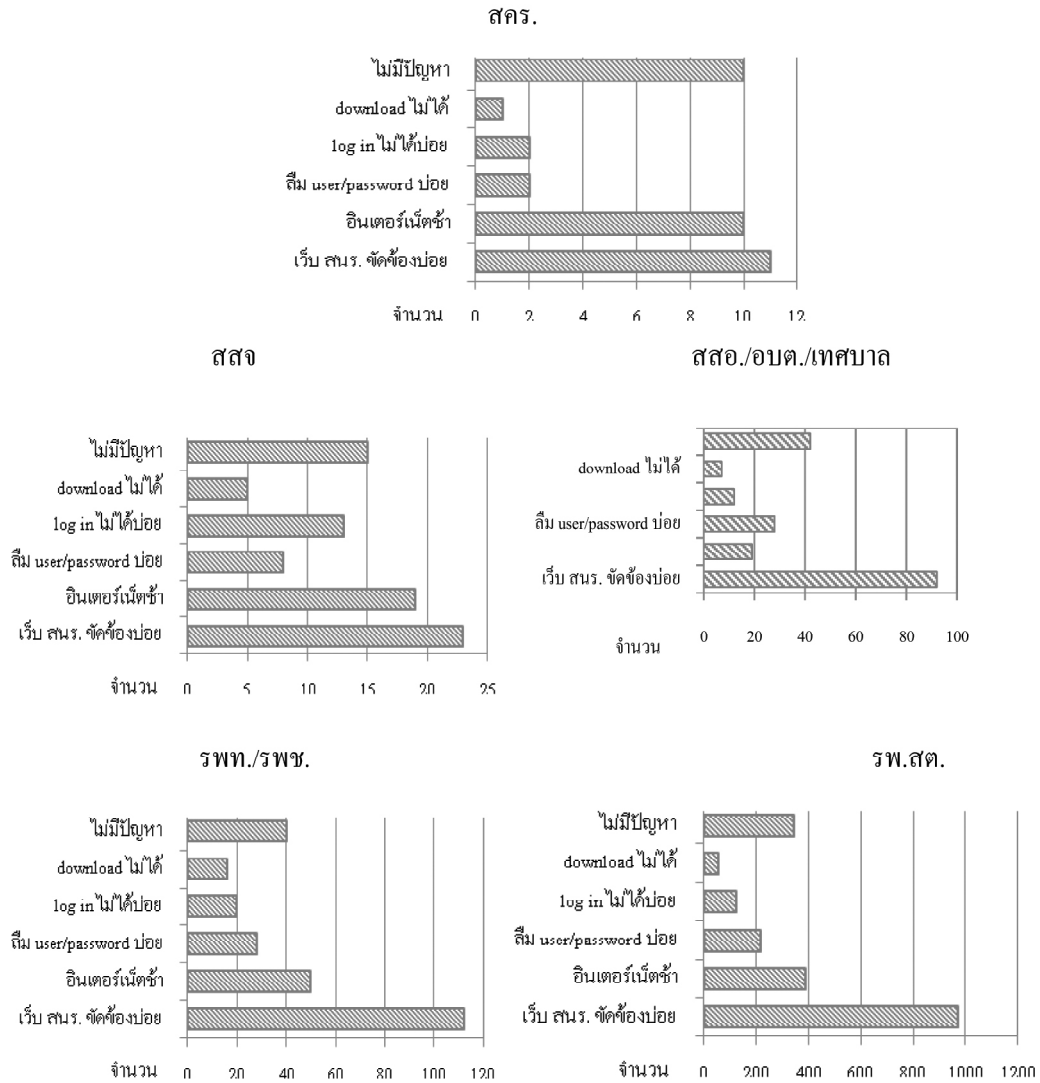 สคร.
ไม่มีปัญหา
download ไม่ได้
log in ไม่ได้บ่อย
ลืม user/password บ่อย
อินเตอร์เน็ตช้า
เว็บ สนร. ขัดข้องบ่อย
จำนวน 0 2 4 6 8 10 12
สสจ
ไม่มีปัญหา
download ไม่ได้
log in ไม่ได้บ่อย
ลืม user/password บ่อย
อินเตอร์เน็ตช้า
เว็บ สนร. ขัดข้องบ่อย
จำนวน 0 5 10 15 20 25
สสอ./อบต./เทศบาล
download ไม่ได้
ลืม user/password บ่อย
เว็บ สนร. ขัดข้องบ่อย
0 20 40 60 80 100
จำนวน
รพท./รพช.
ไม่มีปัญหา
download ไม่ได้
log in ไม่ได้บ่อย
ลืม user/password บ่อย
อินเตอร์เน็ตช้า
เว็บ สนร. ขัดข้องบ่อย
จำนวน 0 20 40 60 80 100 120
รพ.สต.
ไม่มีปัญหา
download ไม่ได้
log in ไม่ได้บ่อย
ลืม user/password บ่อย
อินเตอร์เน็ตช้า
เว็บ สนร. ขัดข้องบ่อย
จำนวน 0 200 400 600 800 1000 1200